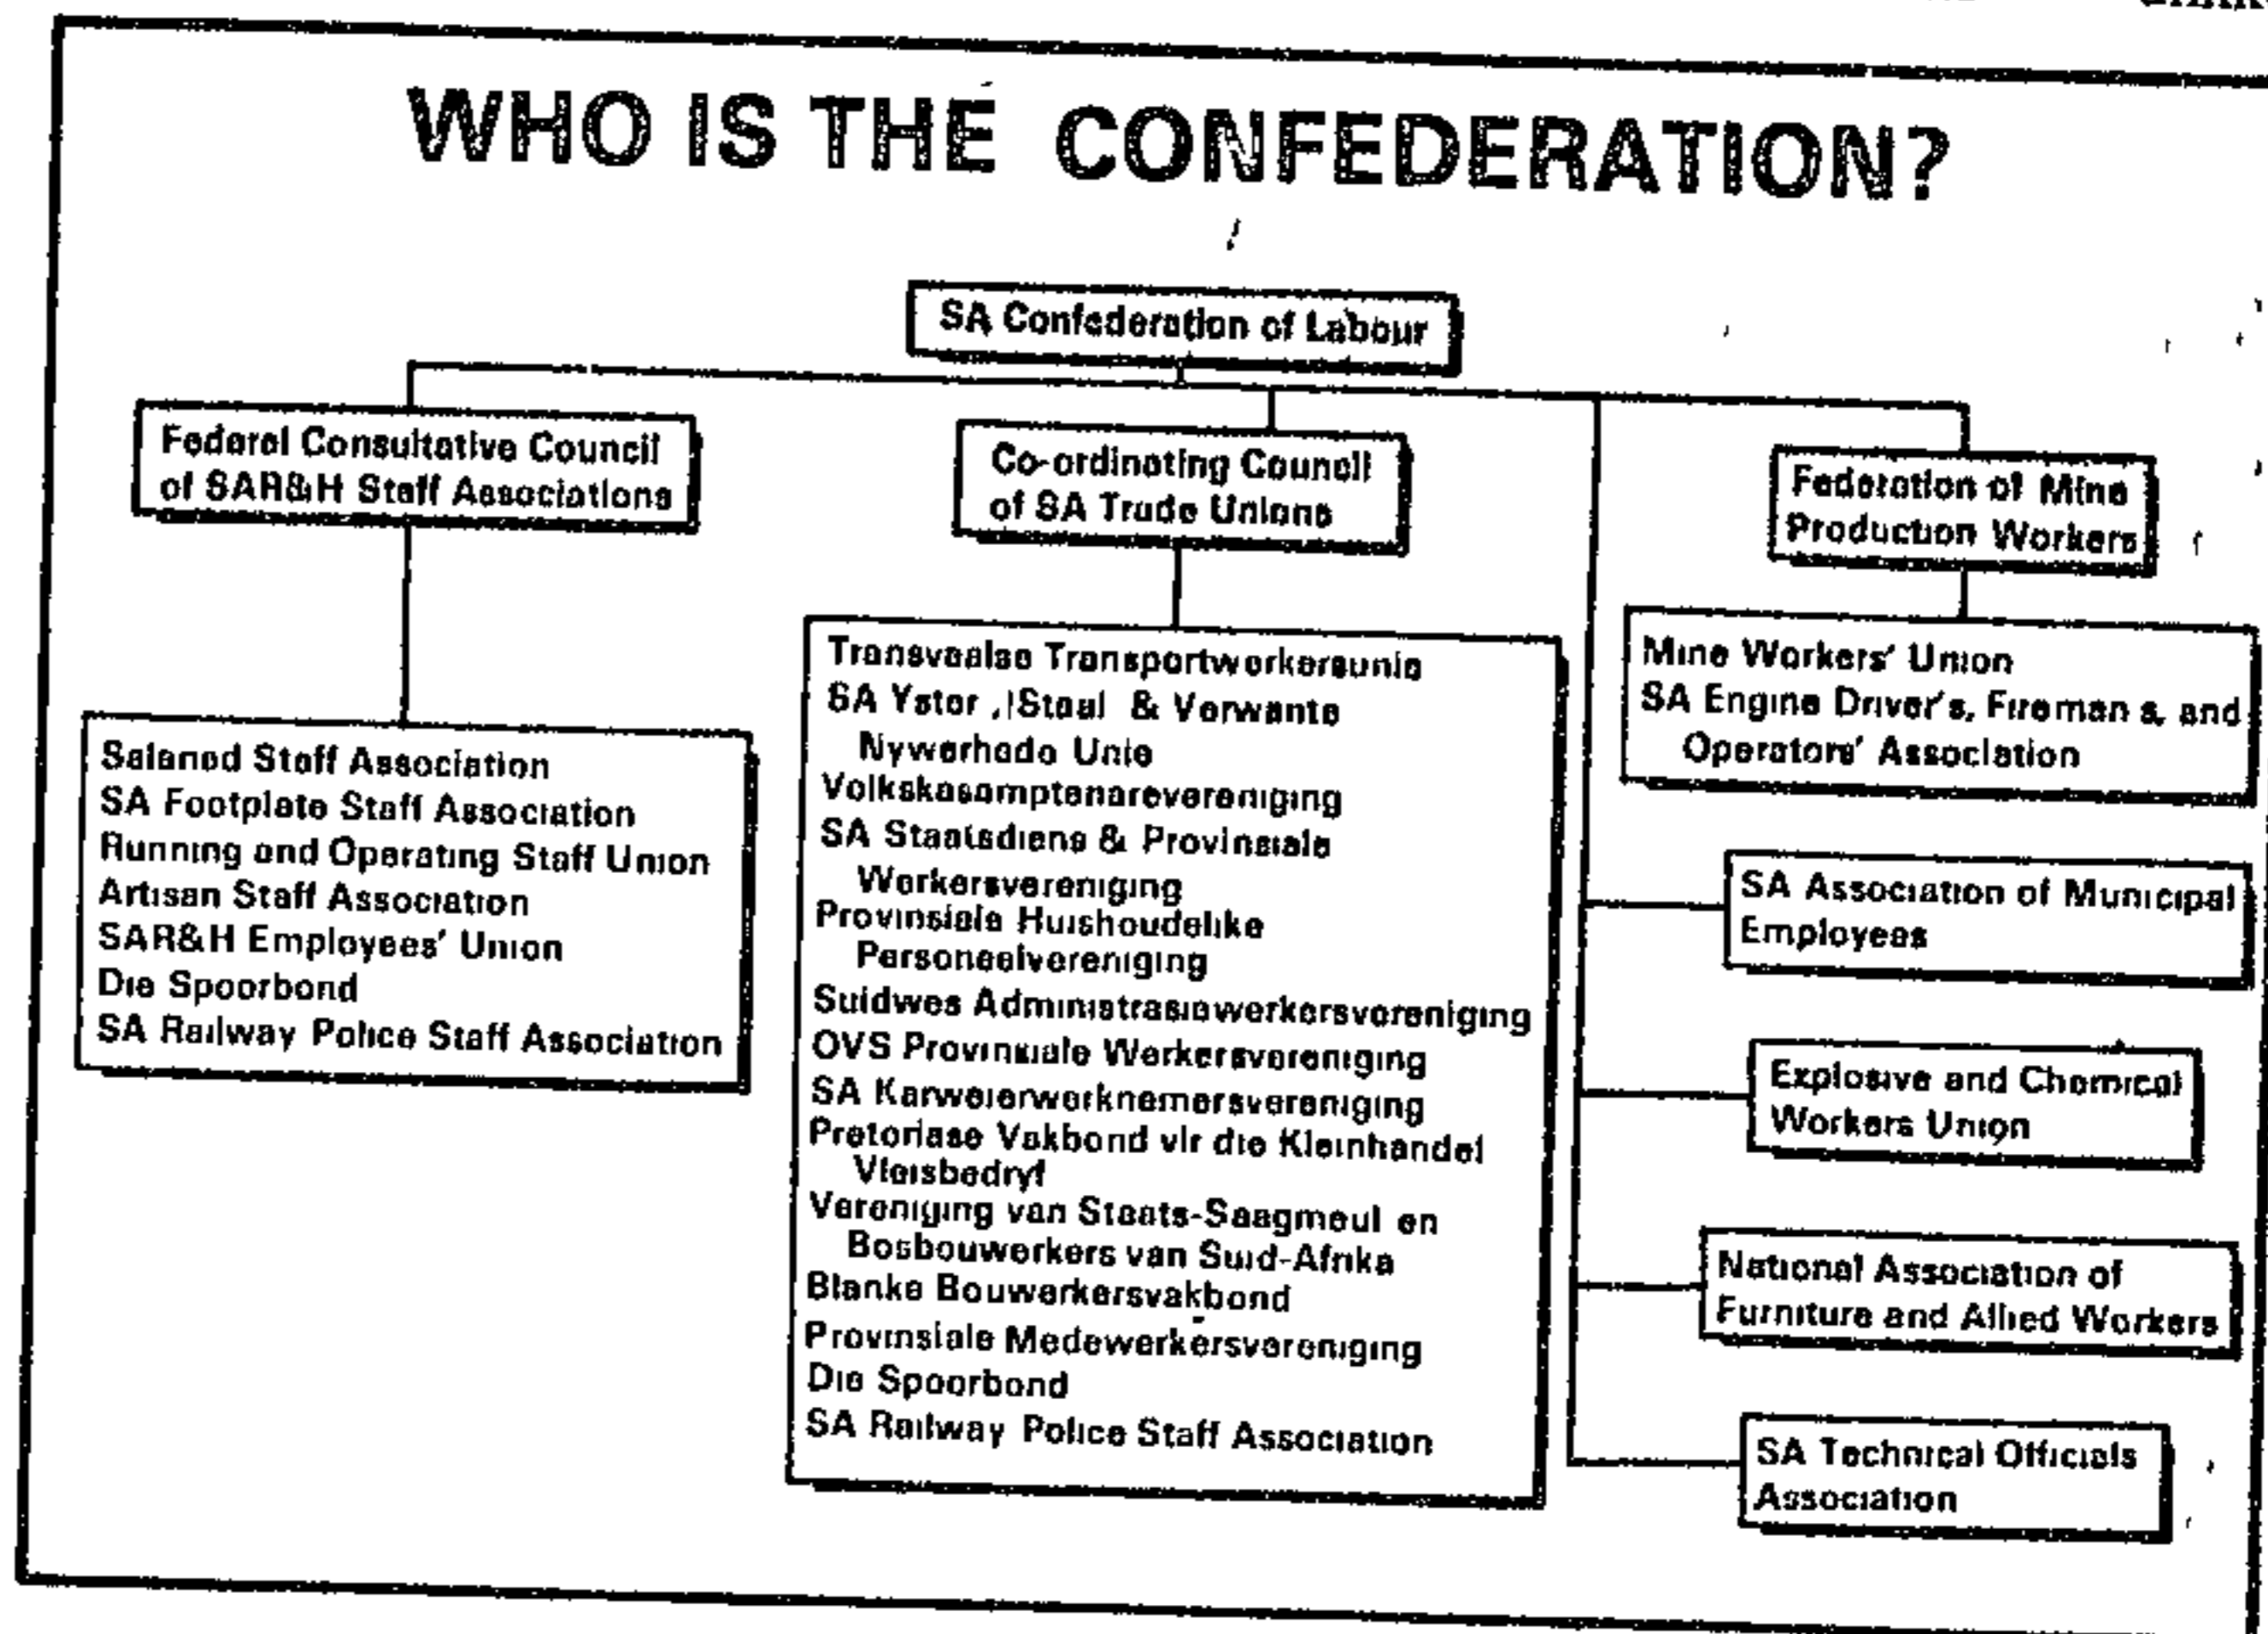 WHO IS THE CONFEDERATION?
SA Confederation of Labour
Federal Consultative Council
of SAR&H Staff Associations
Salaried Staff Association
SA Footplate Staff Association
Running and Operating Staff Union
Artisan Staff Association
SAR&H Employees' Union
Die Spoorbond
SA Railway Police Staff Association
Co-ordinating Council
of SA Trade Unions
Transvaalse Transportworkersunie
SA Yster, Staal & Verwante
Nywerhede Unie
Volkskasamptenarevereniging
SA Staatsdiens & Provinsiale
Werkersvereniging
Provinsiale Huishoudelike
Personeelvereniging
Suidwes Administrasiewerkersvereniging
OVS Provinsiale Werkersvereniging
SA Karweierwerknemersvereniging
Pretoriase Vakbond vir die Kleinhandel
Vleisbedryf
Vereniging van Staats-Saagmeul en
Bosbouwerkers van Suid-Afrika
Blanke Bouwerkersvakbond
Provinsiale Medewerkersvereniging
Die Spoorbond
SA Railway Police Staff Association
Federation of Mine
Production Workers
Mine Workers' Union
SA Engine Driver's, Fireman's, and
Operators' Association
SA Association of Municipal
Employees
Explosive and Chemical
Workers Union
National Association of
Furniture and Allied Workers
SA Technical Officials
Association